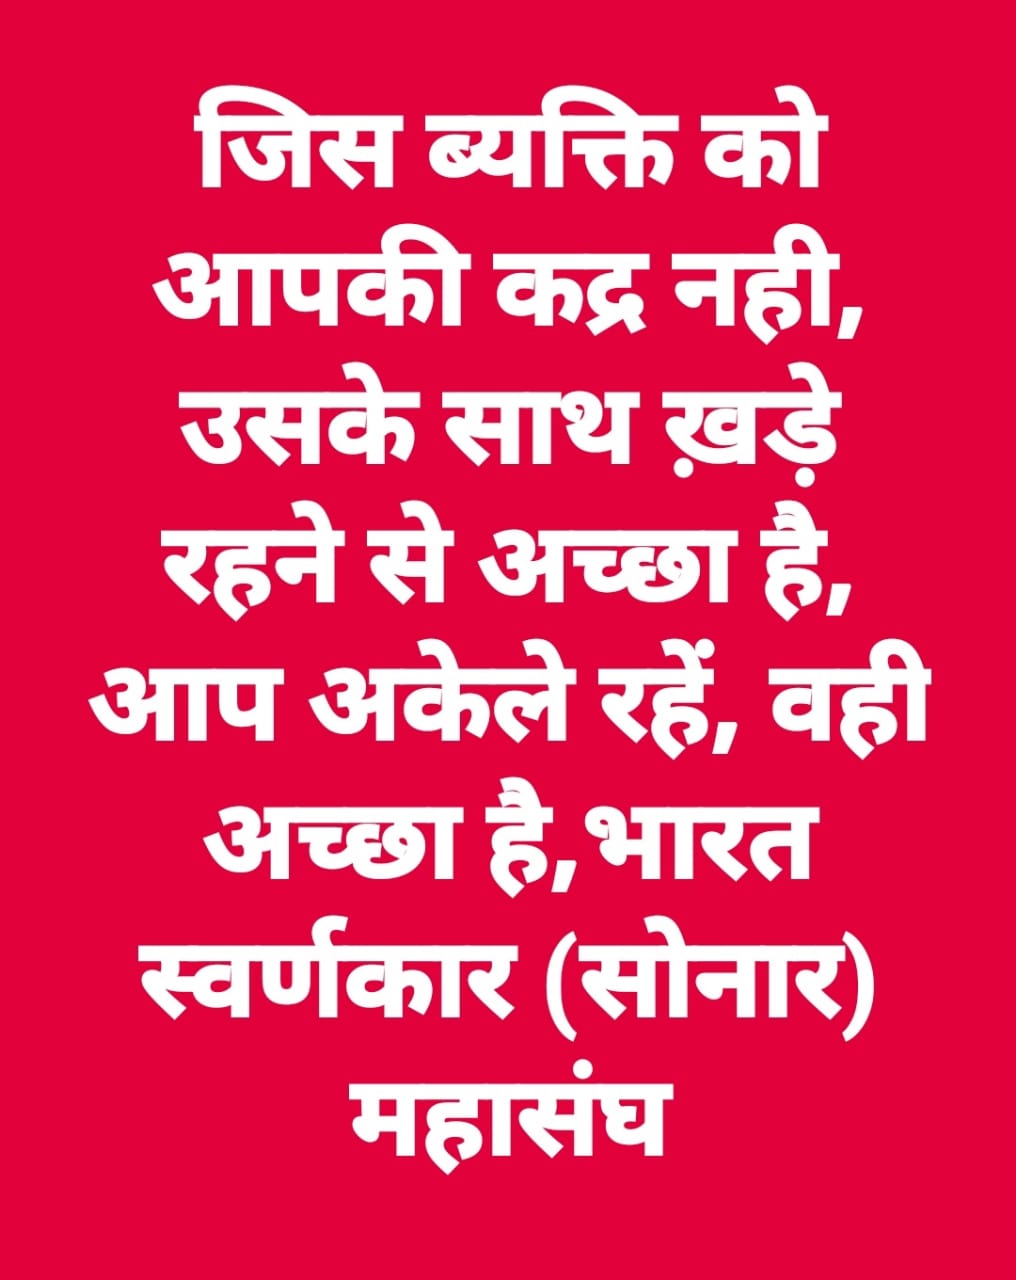 जिस ब्यक्ति को
आपकी कद्र नही,
उसके साथ ख़ड़े
रहने से अच्छा है,
आप अकेले रहें, वही
अच्छा है,भारत
स्वर्णकार (सोनार)
महासंघ